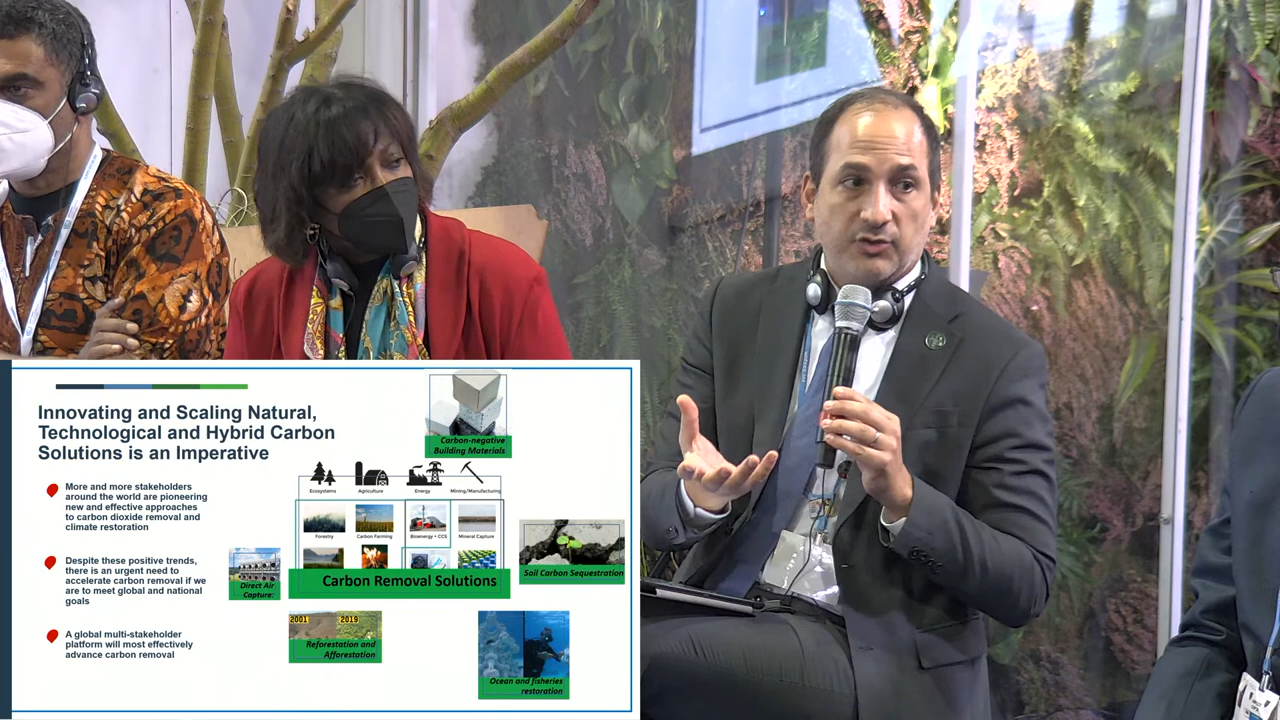 Innovating and Scaling Natural,
Technological and Hybrid Carbon
Solutions is an Imperative
More and more stakeholders
around the world are pioneering
new and effective approaches
to carbon dioxide removal and
climate restoration
Despite these positive trends,
there is an urgent need to
accelerate carbon removal if we
are to meet global and national
goals
A global multi-stakeholder
platform will most effectively
advance carbon removal
Carbon-negative
Building Materials
Ecosystems Agriculture Energy Mining/Manufacturing
Forestry Carbon Farming Bioenergy + CCS Mineral Capture
Carbon Removal Solutions
Direct Air
Capture:
Soil Carbon Sequestration
2001 2019
Reforestation and
Afforestation
Ocean and fisheries
restoration